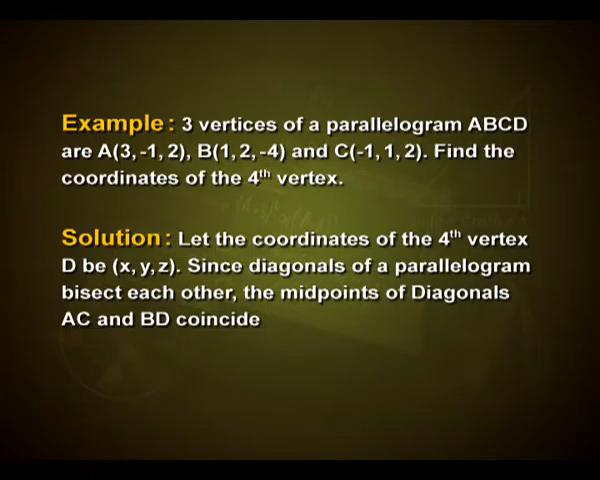 Example: 3 vertices of a parallelogram ABCD
are A(3, -1, 2), B(1, 2, -4) and C(-1, 1, 2). Find the
coordinates of the 4th vertex.
Solution: Let the coordinates of the 4th vertex
D be (x, y, z). Since diagonals of a parallelogram
bisect each other, the midpoints of Diagonals
AC and BD coincide